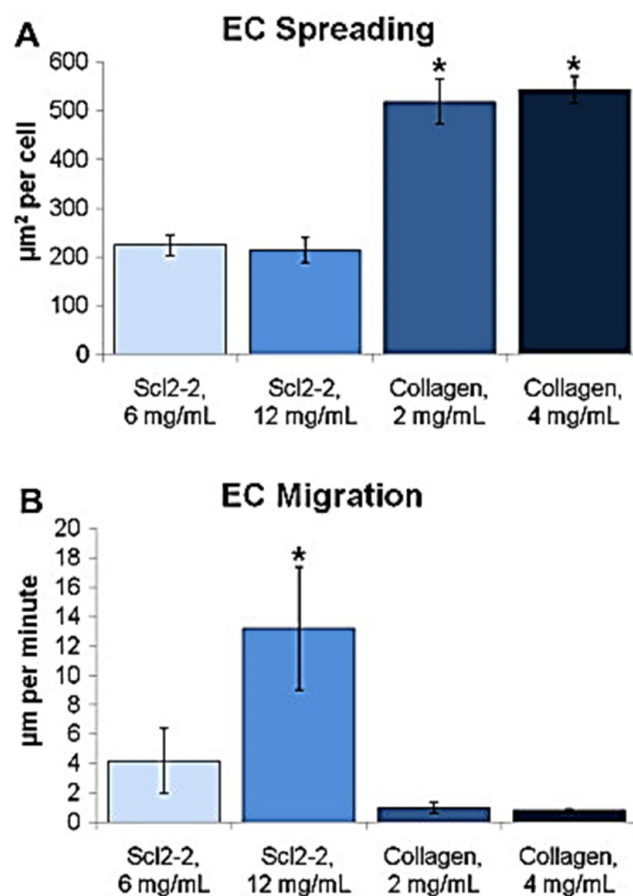 A
EC Spreading
600
500
400
300
200
100
0
µm² per cell
*
*
Scl2-2,
6 mg/mL
Scl2-2,
12 mg/mL
Collagen,
2 mg/mL
Collagen,
4 mg/mL
B
EC Migration
20
18
16
14
12
10
8
6
4
2
0
µm per minute
*
Scl2-2,
6 mg/mL
Scl2-2,
12 mg/mL
Collagen,
2 mg/mL
Collagen,
4 mg/mL